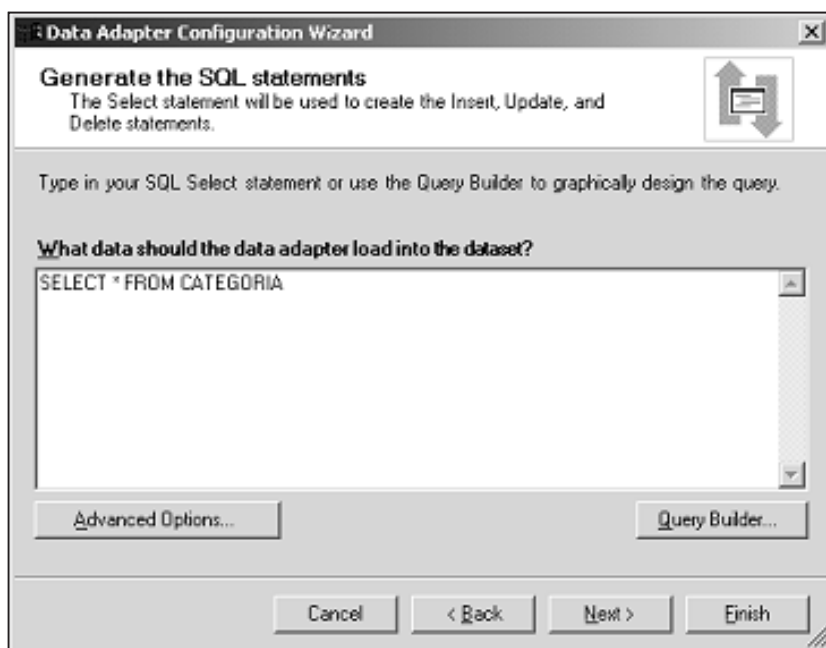 Data Adapter Configuration Wizard
Generate the SQL statements
The Select statement will be used to create the Insert, Update, and
Delete statements.
Type in your SQL Select statement or use the Query Builder to graphically design the query.
What data should the data adapter load into the dataset?
SELECT * FROM CATEGORIA
Advanced Options...
Query Builder...
Cancel
< Back
Next >
Finish